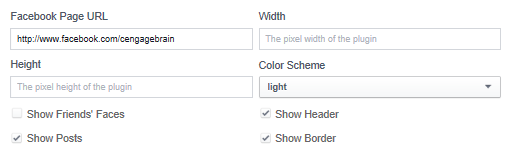 Facebook Page URL Width
http://www.facebook.com/cengagebrain The pixel width of the plugin
Height Color Scheme
The pixel height of the plugin light
Show Friends' Faces Show Header
Show Posts Show Border